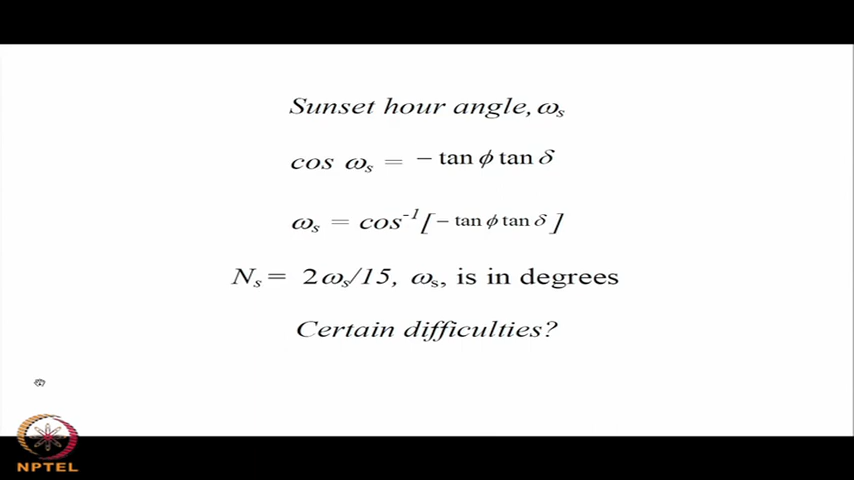 Sunset hour angle, ωₛ
cos ωₛ = − tan ϕ tan δ
ωₛ = cos⁻¹[− tan ϕ tan δ ]
Nₛ = 2ωₛ/15, ωₛ, is in degrees
Certain difficulties?
NPTEL